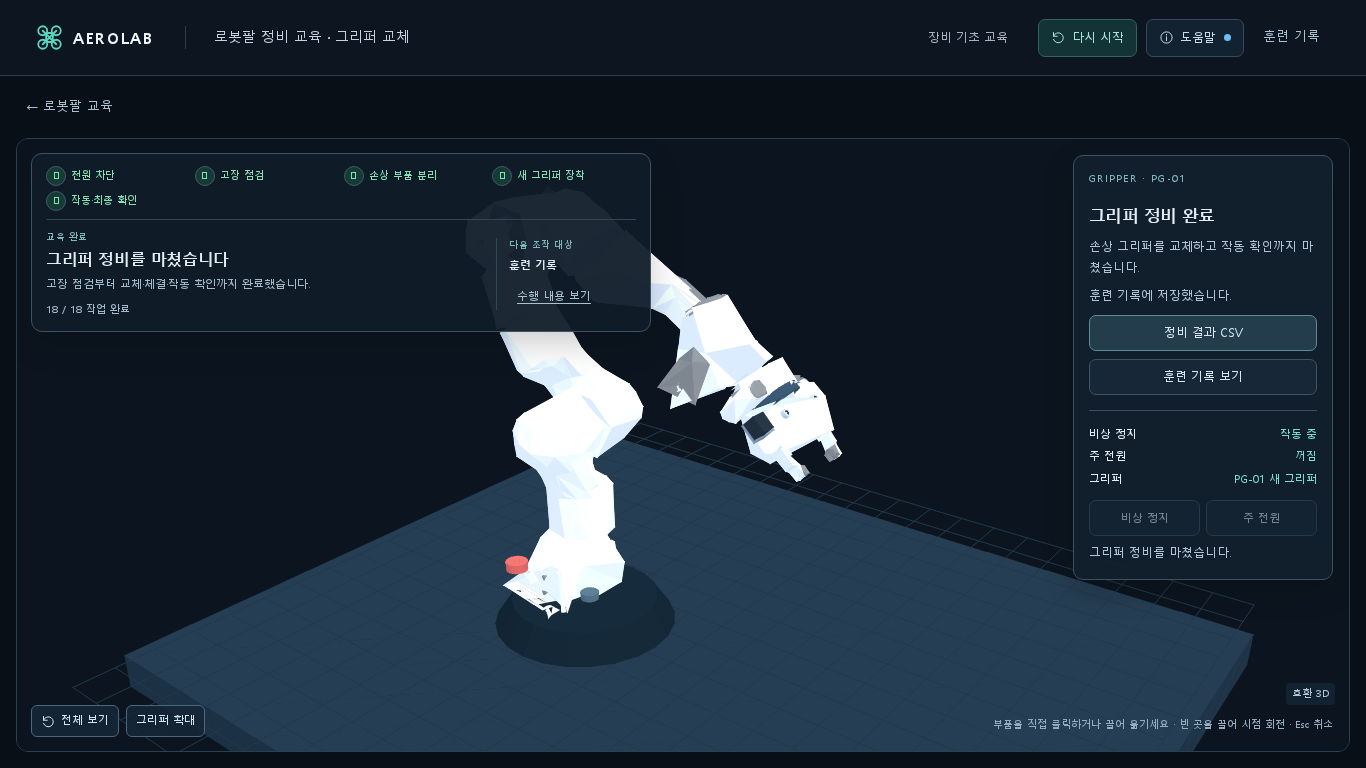 AEROLAB
로봇팔 정비 교육 · 그리퍼 교체
장비 기초 교육
다시 시작
도움말
훈련 기록
← 로봇팔 교육
전원 차단
고장 점검
손상 부품 분리
새 그리퍼 장착
작동·최종 확인
교육 완료
그리퍼 정비를 마쳤습니다
고장 점검부터 교체·체결·작동 확인까지 완료했습니다.
18 / 18 작업 완료
다음 조작 대상
훈련 기록
수행 내용 보기
GRIPPER · PG-01
그리퍼 정비 완료
손상 그리퍼를 교체하고 작동 확인까지 마
쳤습니다.
훈련 기록에 저장했습니다.
정비 결과 CSV
훈련 기록 보기
비상 정지 작동 중
주 전원 꺼짐
그리퍼 PG-01 새 그리퍼
비상 정지
주 전원
그리퍼 정비를 마쳤습니다.
호환 3D
전체 보기
그리퍼 확대
부품을 직접 클릭하거나 끌어 옮기세요 · 빈 곳을 끌어 시점 회전 · Esc 취소